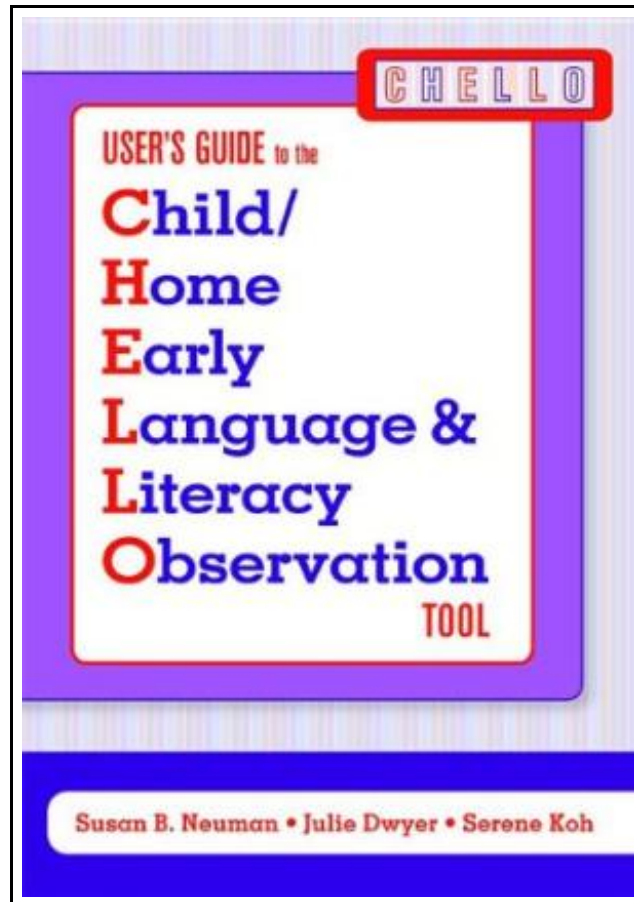 CHELLO
USER'S GUIDE to the
Child/
Home
Early
Language &
Literacy
Observation
TOOL
Susan B. Neuman • Julie Dwyer • Serene Koh